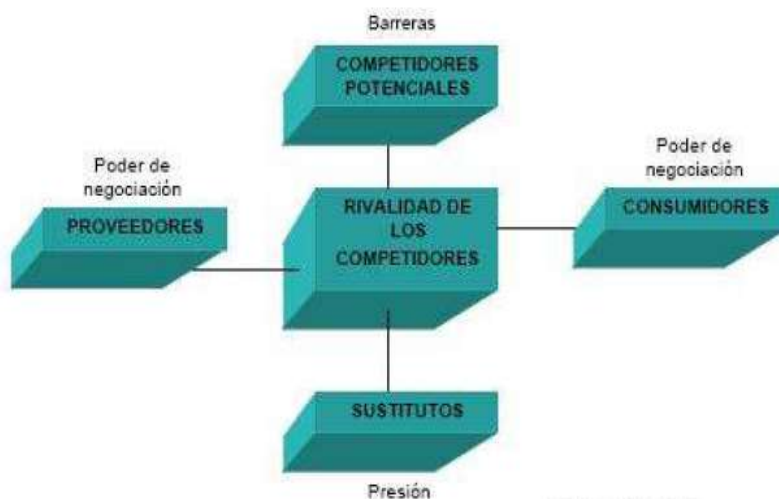 Barreras
COMPETIDORES
POTENCIALES
Poder de
negociación
PROVEEDORES
RIVALIDAD DE
LOS
COMPETIDORES
Poder de
negociación
CONSUMIDORES
SUSTITUTOS
Presión